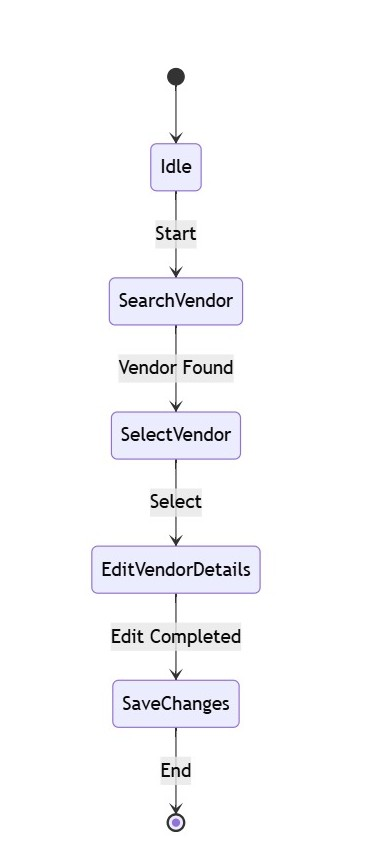 Idle
Start
SearchVendor
Vendor Found
SelectVendor
Select
EditVendorDetails
Edit Completed
SaveChanges
End